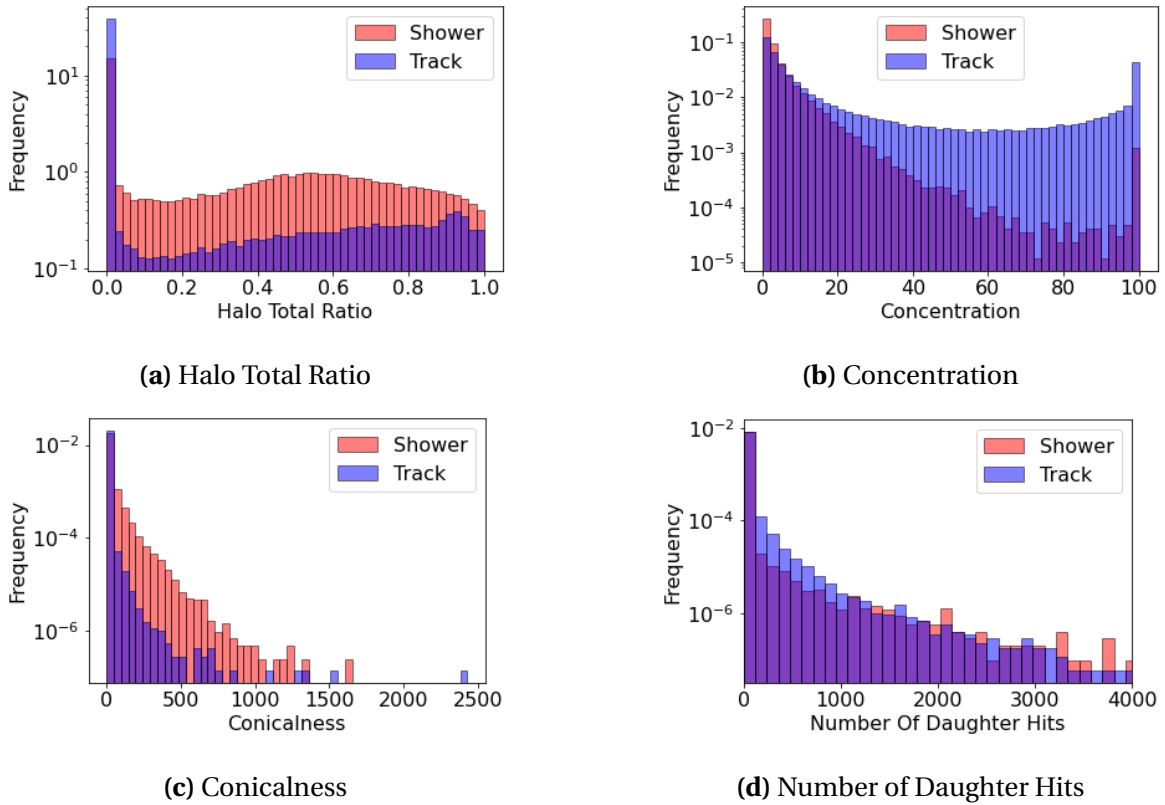 Shower
Track
Frequency
10^1
10^0
10^-1
0.0 0.2 0.4 0.6 0.8 1.0
Halo Total Ratio
(a) Halo Total Ratio
Shower
Track
Frequency
10^-1
10^-2
10^-3
10^-4
10^-5
0 20 40 60 80 100
Concentration
(b) Concentration
Shower
Track
Frequency
10^-2
10^-4
10^-6
0 500 1000 1500 2000 2500
Conicalness
(c) Conicalness
Shower
Track
Frequency
10^-2
10^-4
10^-6
0 1000 2000 3000 4000
Number Of Daughter Hits
(d) Number of Daughter Hits